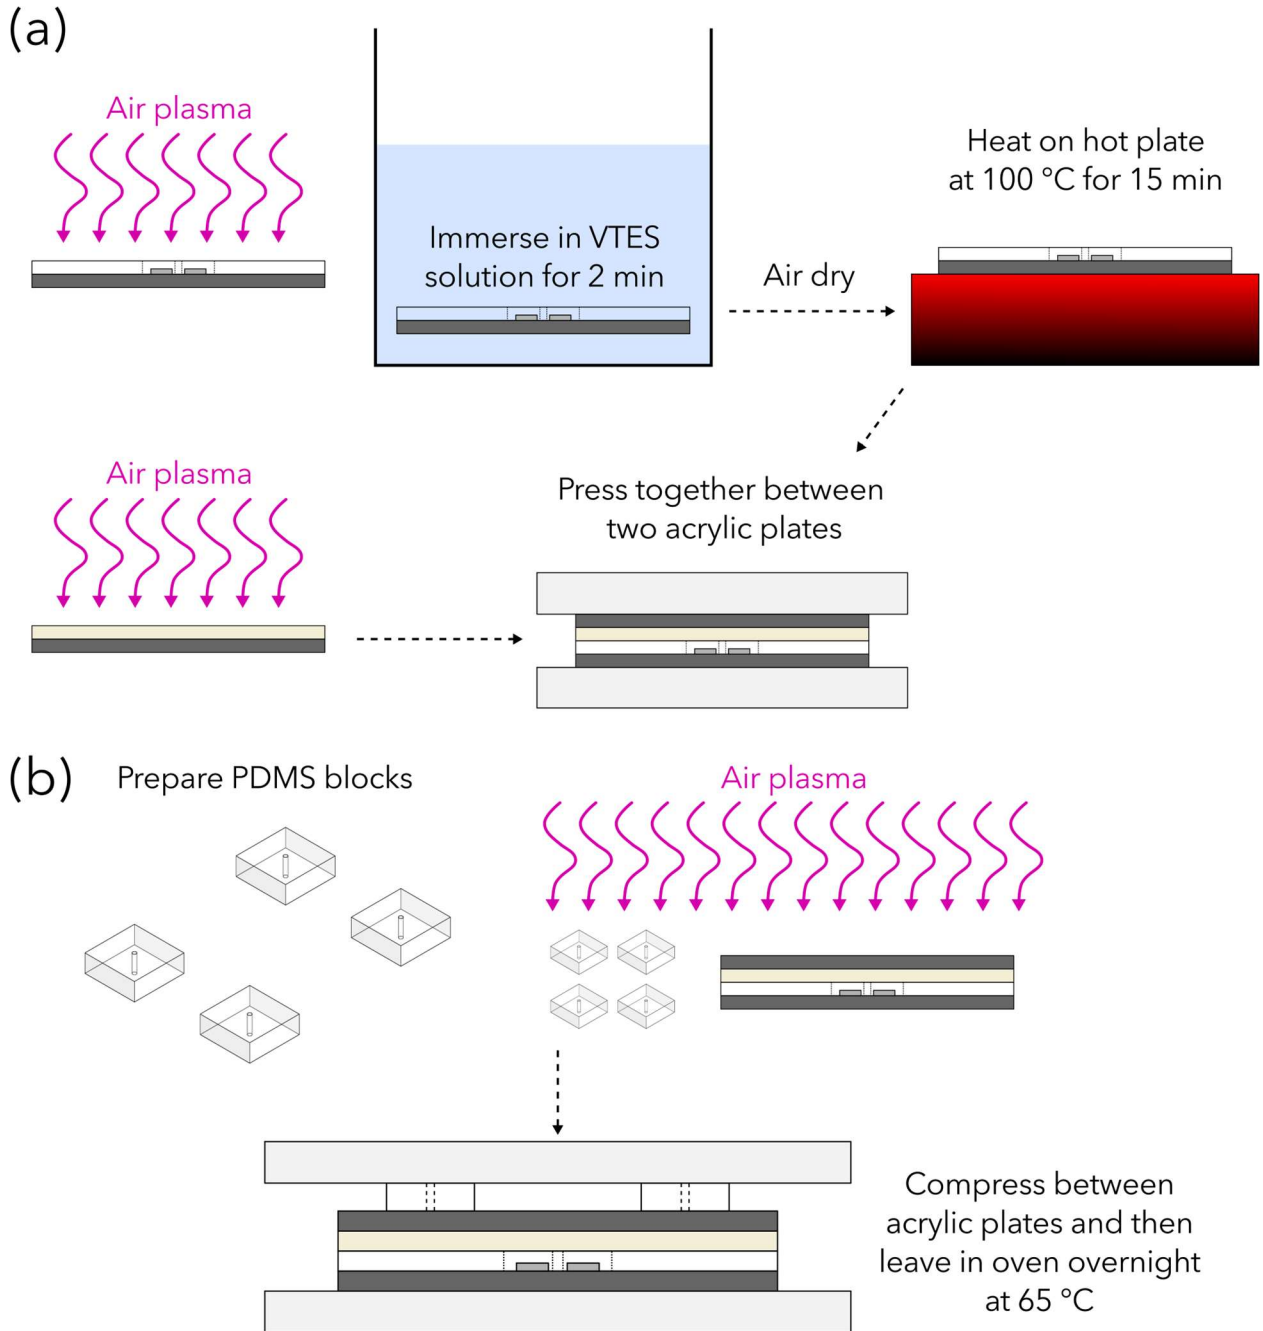 (a)
Air plasma
Immerse in VTES
solution for 2 min
Air dry
Heat on hot plate
at 100 °C for 15 min
Air plasma
Press together between
two acrylic plates
(b)
Prepare PDMS blocks
Air plasma
Compress between
acrylic plates and then
leave in oven overnight
at 65 °C